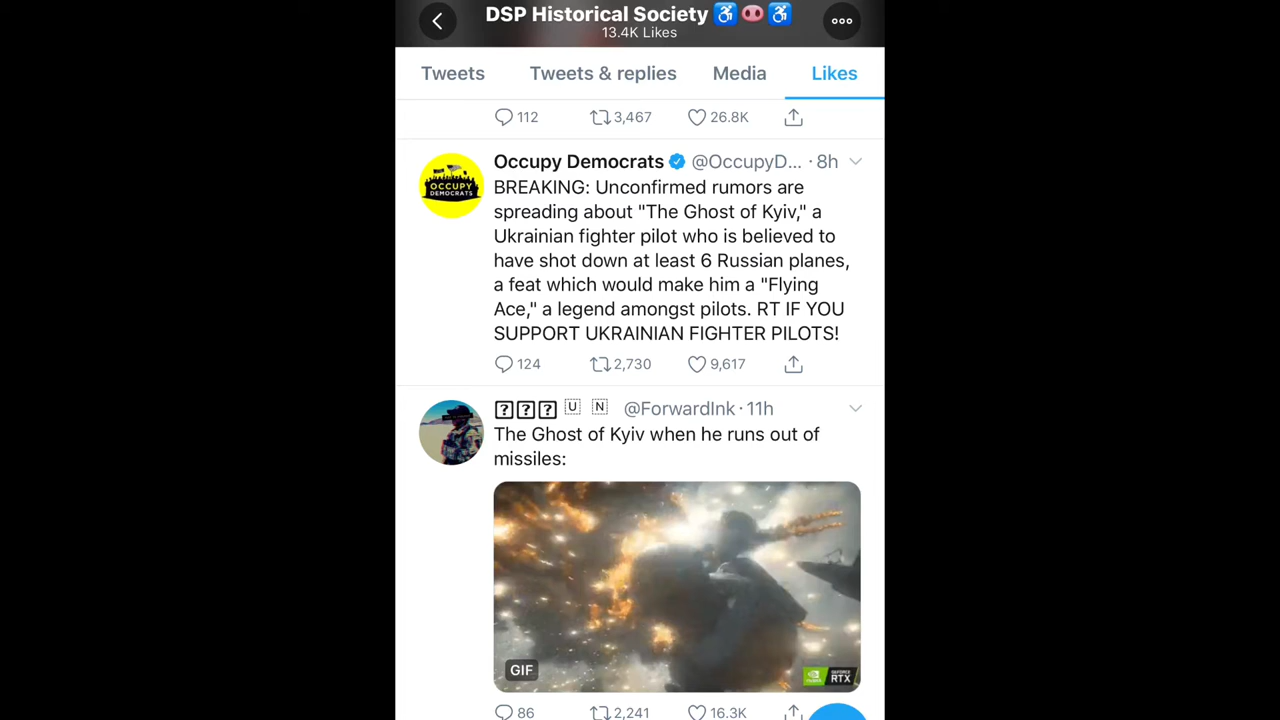 DSP Historical Society ♿🐽♿
13.4K Likes
Tweets Tweets & replies Media Likes
112 3,467 26.8K
Occupy Democrats @OccupyD... · 8h
OCCUPY
DEMOCRATS
BREAKING: Unconfirmed rumors are
spreading about "The Ghost of Kyiv," a
Ukrainian fighter pilot who is believed to
have shot down at least 6 Russian planes,
a feat which would make him a "Flying
Ace," a legend amongst pilots. RT IF YOU
SUPPORT UKRAINIAN FIGHTER PILOTS!
124 2,730 9,617
🅄 🄽 @ForwardInk · 11h
The Ghost of Kyiv when he runs out of
missiles:
GIF
NVIDIA GEFORCE RTX
86 2,241 16.3K